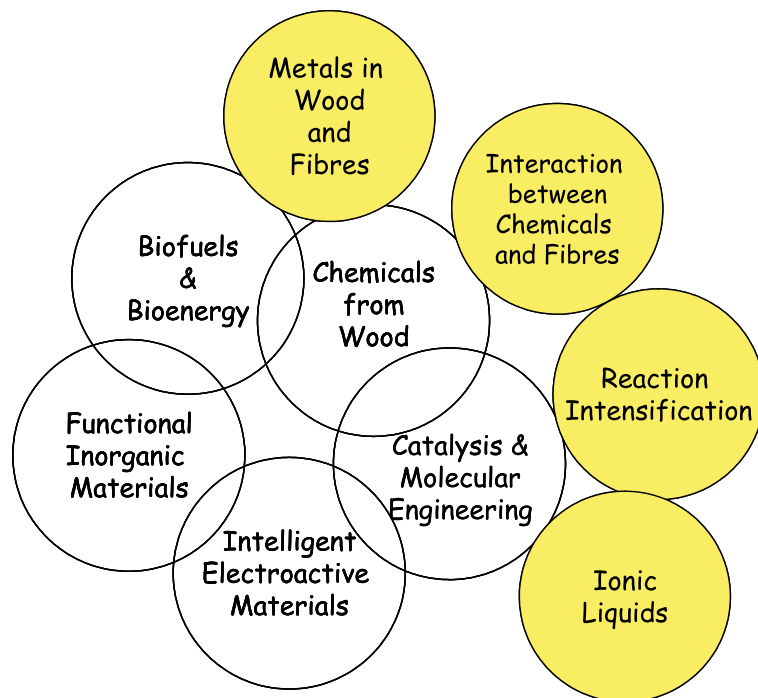 Metals in
Wood
and
Fibres
Interaction
between
Chemicals
and Fibres
Biofuels
&
Bioenergy
Chemicals
from
Wood
Reaction
Intensification
Functional
Inorganic
Materials
Catalysis &
Molecular
Engineering
Intelligent
Electroactive
Materials
Ionic
Liquids